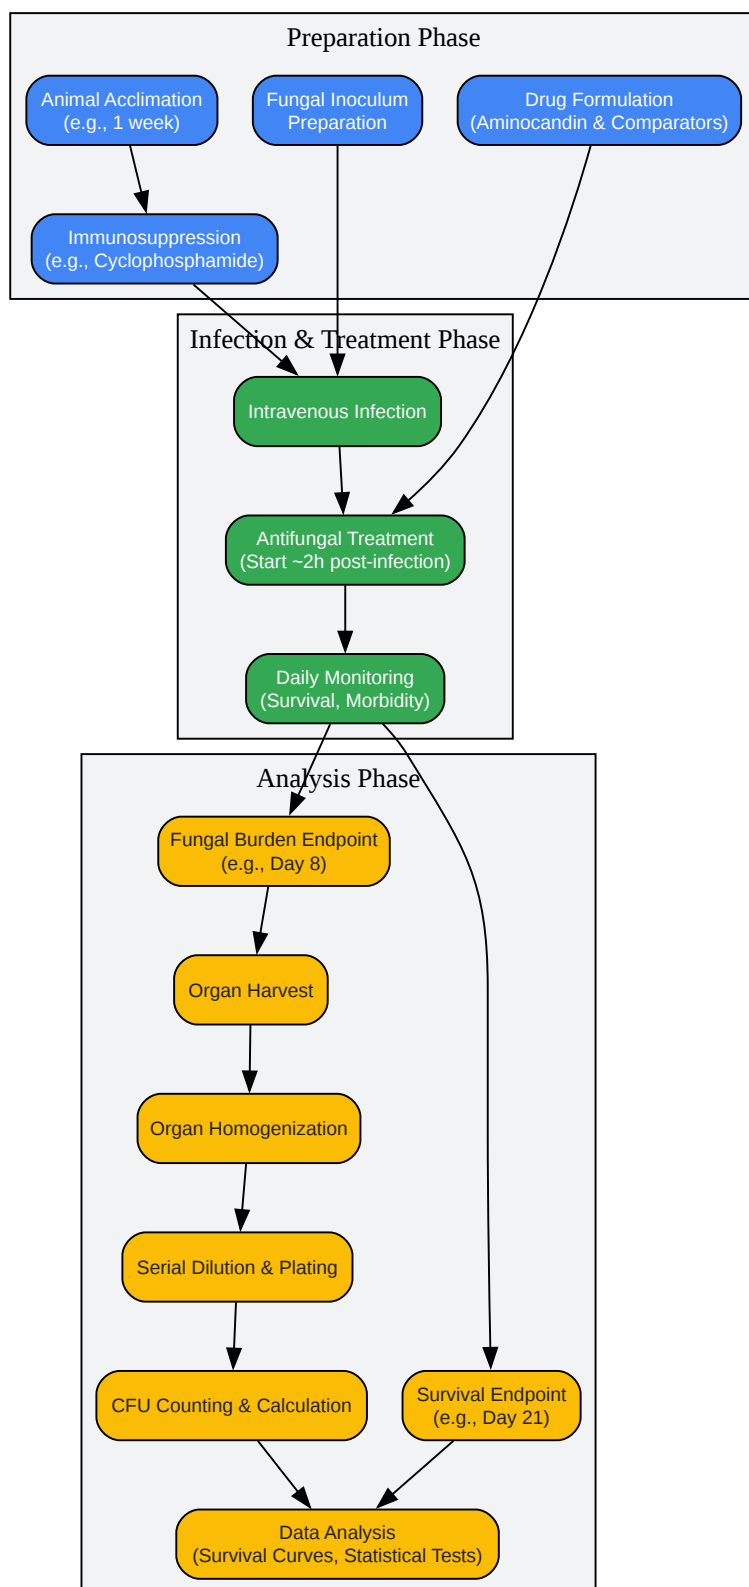 Preparation Phase
Animal Acclimation
(e.g., 1 week)
Fungal Inoculum
Preparation
Drug Formulation
(Aminocandin & Comparators)
Immunosuppression
(e.g., Cyclophosphamide)
Infection & Treatment Phase
Intravenous Infection
Antifungal Treatment
(Start ~2h post-infection)
Daily Monitoring
(Survival, Morbidity)
Analysis Phase
Fungal Burden Endpoint
(e.g., Day 8)
Organ Harvest
Organ Homogenization
Serial Dilution & Plating
CFU Counting & Calculation
Survival Endpoint
(e.g., Day 21)
Data Analysis
(Survival Curves, Statistical Tests)